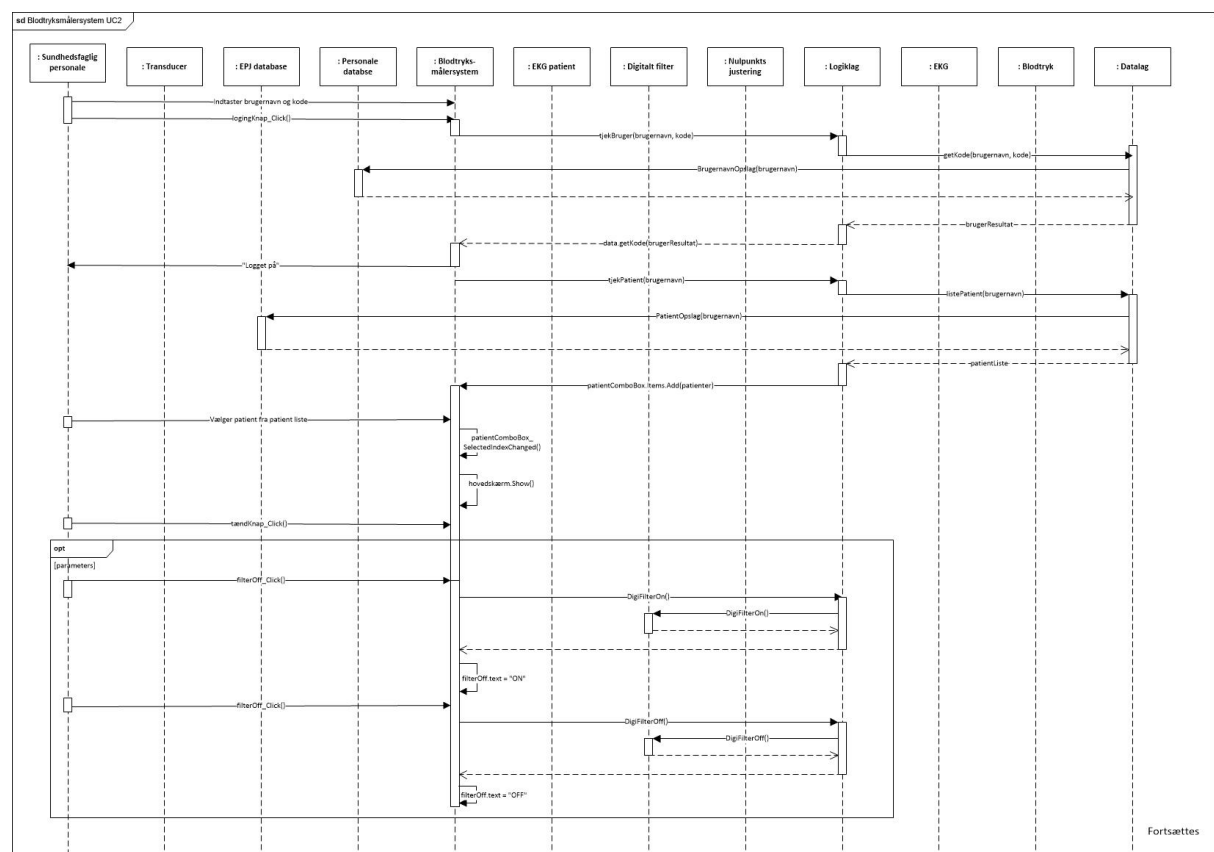 sd Blodtryksmålersystem UC2
: Sundhedsfaglig
personale
: Transducer
: EPJ database
: Personale
databse
: Blodtryks-
målersystem
: EKG patient
: Digitalt filter
: Nulpunkts
justering
: Logiklag
: EKG
: Blodtryk
: Datalag
Indtaster brugernavn og kode
logingKnap_Click()
tjekBruger(brugernavn, kode)
getKode(brugernavn, kode)
BrugernavnOpsllag(brugernavn)
brugerResultat
data.getKode(brugerResultat)
"Logget på"
tjekPatient(brugernavn)
listePatient(brugernavn)
PatientOpslag(brugernavn)
patientListe
patientComboBox.Items.Add(patienter)
Vælger patient fra patient liste
patientComboBox_
SelectedIndexChanged()
hovedskærm.Show()
tændKnap_Click()
opt
[parameters]
filterOff_Click()
DigiFilterOn()
DigiFilterOn()
filterOff.text = "ON"
filterOff_Click()
DigiFilterOff()
DigiFilterOff()
filterOff.text = "OFF"
Fortsættes